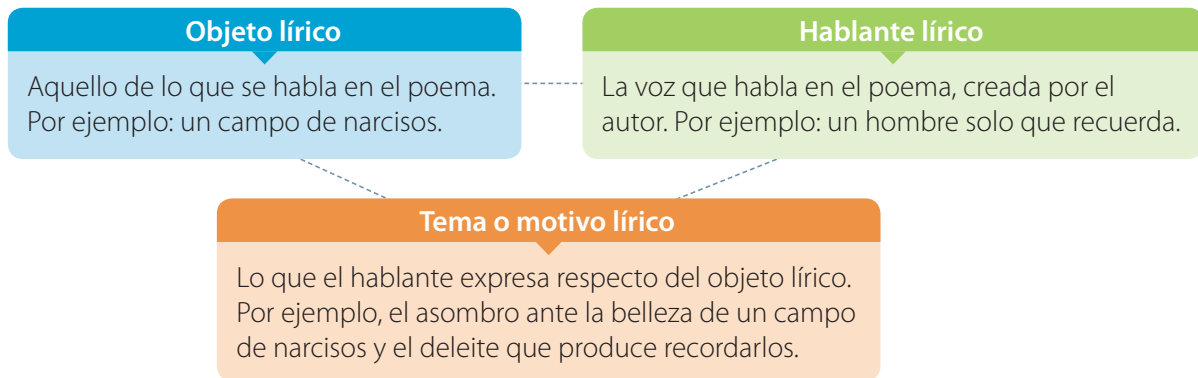 Objeto lírico
Aquello de lo que se habla en el poema.
Por ejemplo: un campo de narcisos.
Hablante lírico
La voz que habla en el poema, creada por el
autor. Por ejemplo: un hombre solo que recuerda.
Tema o motivo lírico
Lo que el hablante expresa respecto del objeto lírico.
Por ejemplo, el asombro ante la belleza de un campo
de narcisos y el deleite que produce recordarlos.